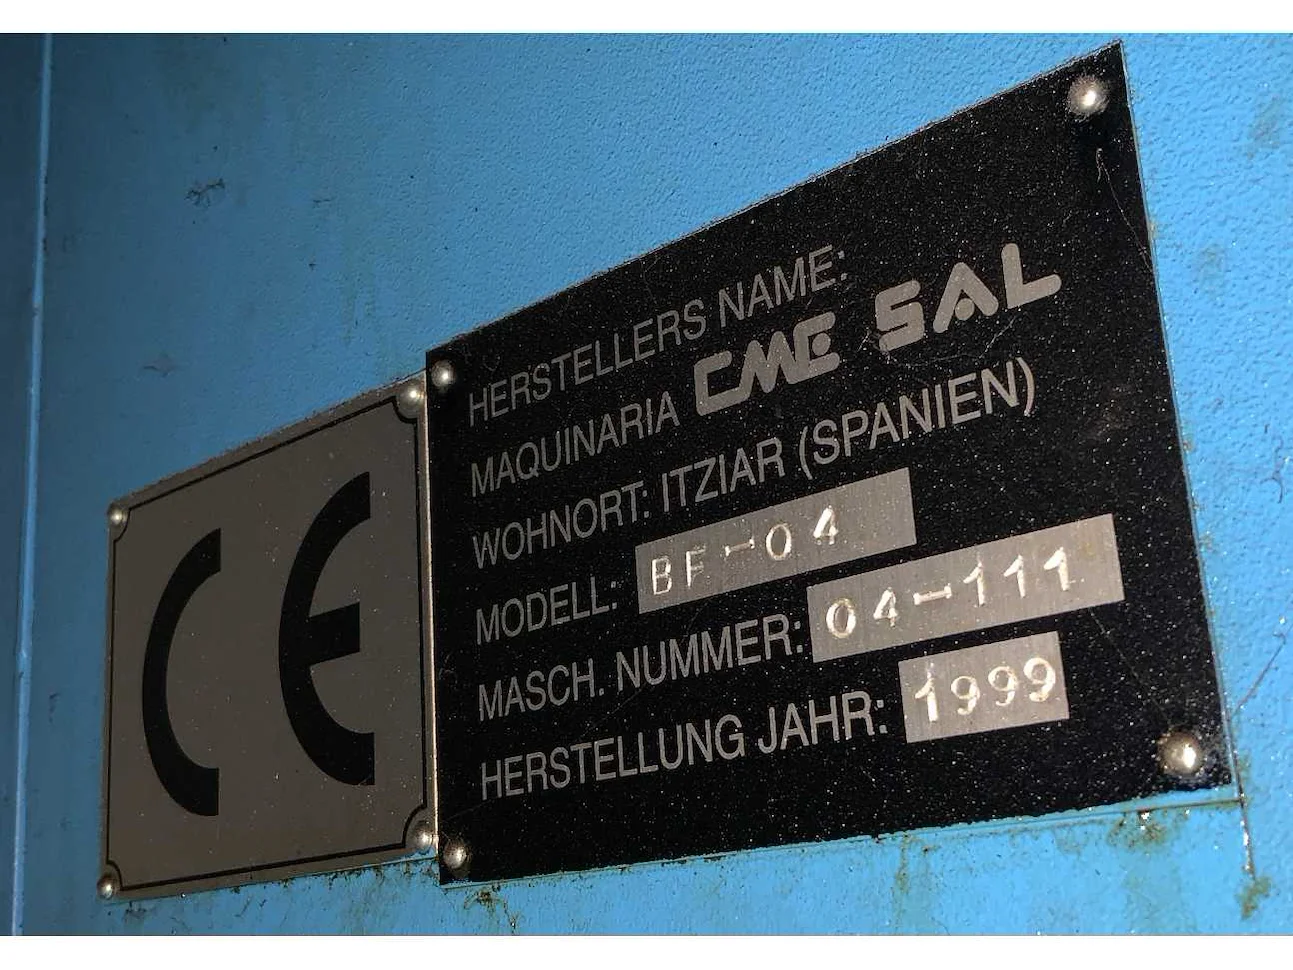 CE
HERSTELLERS NAME:
MAQUINARIA CME SAL
WOHNORT: ITZIAR (SPANIEN)
MODELL: BF-04
MASCH. NUMMER: 04-111
HERSTELLUNG JAHR: 1999